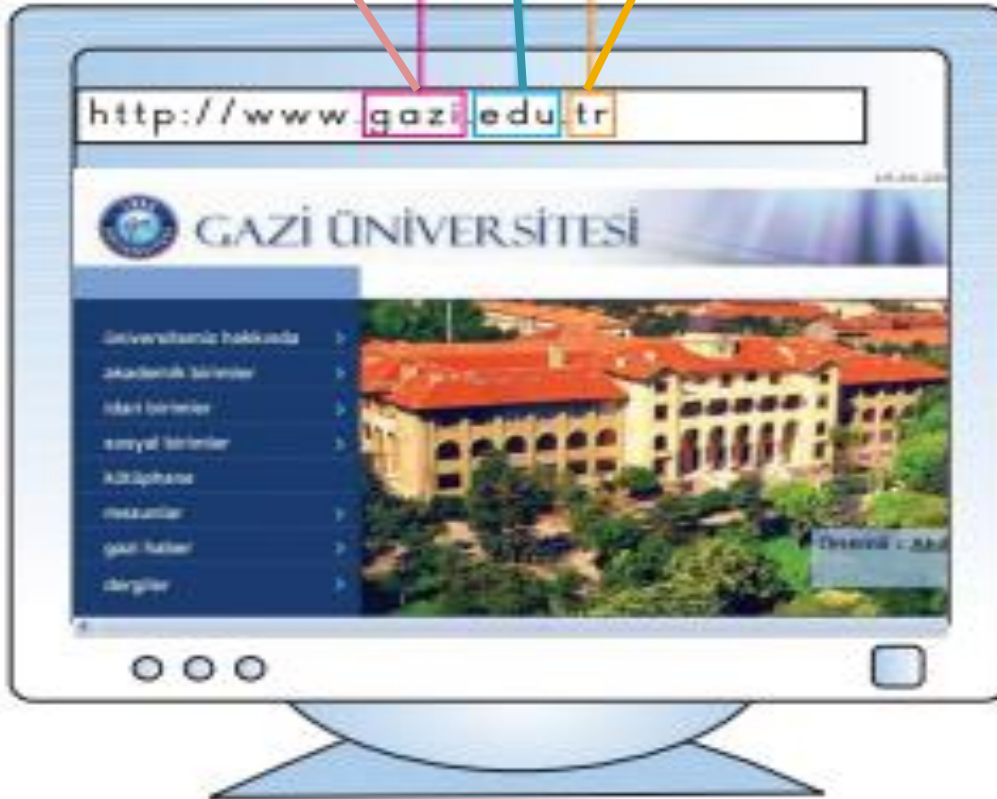 http://www.gazi.edu.tr
GAZİ ÜNİVERSİTESİ
üniversitemiz hakkında
akademik birimler
idari birimler
sosyal birimler
kütüphane
mezunlar
gazi haber
dergiler